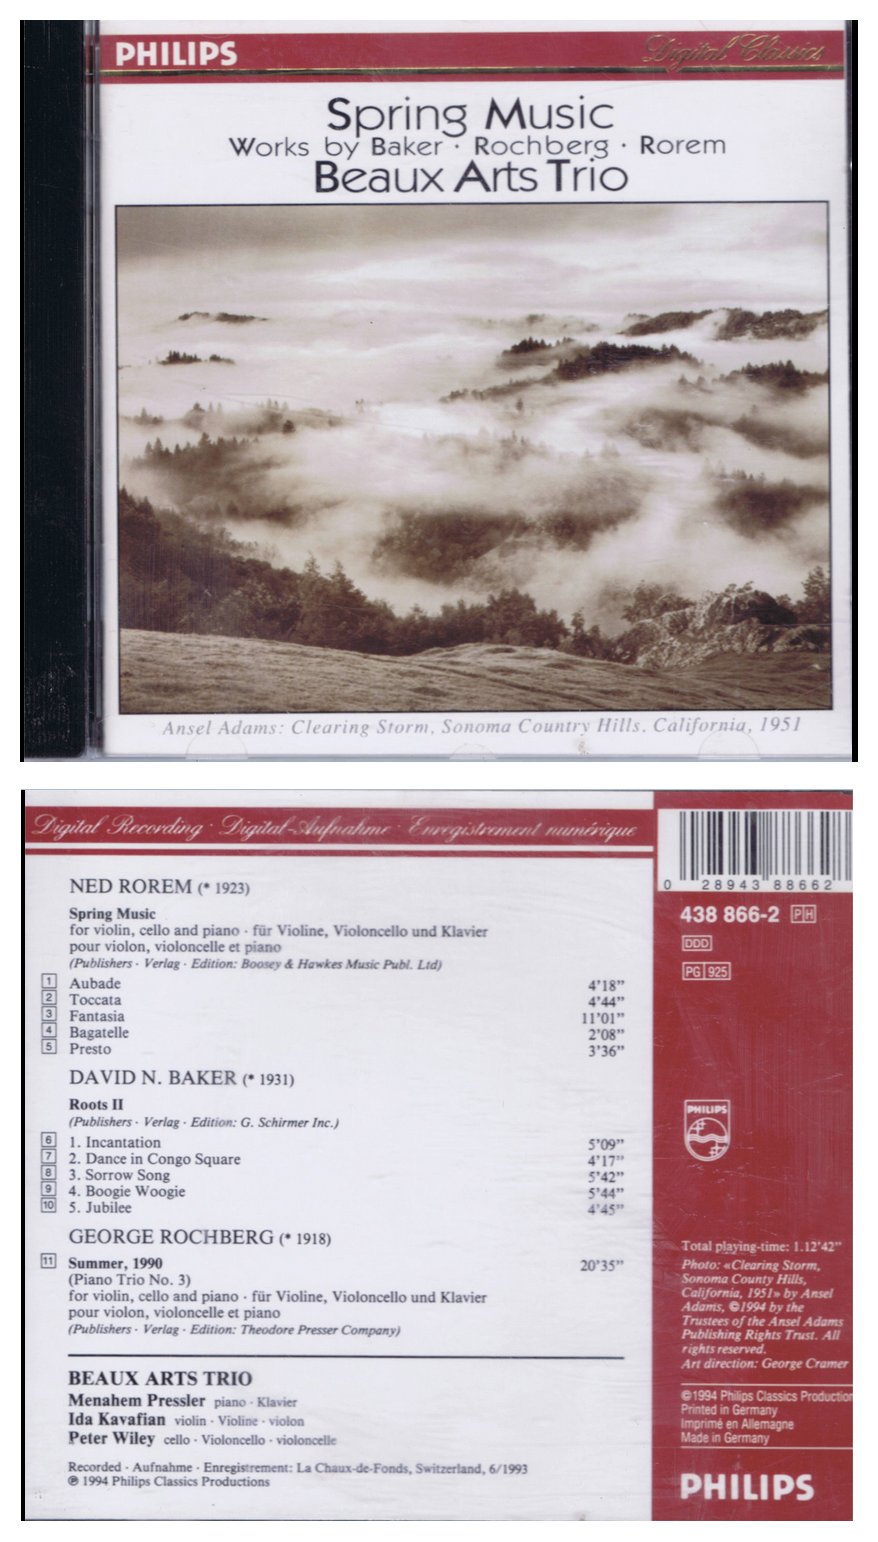 PHILIPS
Digital Classics
Spring Music
Works by Baker · Rochberg · Rorem
Beaux Arts Trio
Ansel Adams: Clearing Storm, Sonoma Country Hills. California, 1951
Digital Recording · Digital-Aufnahme · Enregistrement numérique
NED ROREM (* 1923)
Spring Music
for violin, cello and piano · für Violine, Violoncello und Klavier
pour violon, violoncelle et piano
(Publishers · Verlag · Edition: Boosey & Hawkes Music Publ. Ltd)
1 Aubade 4’18”
2 Toccata 4’44”
3 Fantasia 11’01”
4 Bagatelle 2’08”
5 Presto 3’36”
DAVID N. BAKER (* 1931)
Roots II
(Publishers · Verlag · Edition: G. Schirmer Inc.)
6 1. Incantation 5’09”
7 2. Dance in Congo Square 4’17”
8 3. Sorrow Song 5’42”
9 4. Boogie Woogie 5’44”
10 5. Jubilee 4’45”
GEORGE ROCHBERG (* 1918)
11 Summer, 1990 20’35”
(Piano Trio No. 3)
for violin, cello and piano · für Violine, Violoncello und Klavier
pour violon, violoncelle et piano
(Publishers · Verlag · Edition: Theodore Presser Company)
BEAUX ARTS TRIO
Menahem Pressler piano · Klavier
Ida Kavafian violin · Violine · violon
Peter Wiley cello · Violoncello · violoncelle
Recorded · Aufnahme · Enregistrement: La Chaux-de-Fonds, Switzerland, 6/1993
℗ 1994 Philips Classics Productions
0 28943 88662
438 866-2 PH
DDD
PG 925
PHILIPS
Total playing-time: 1.12’42”
Photo: «Clearing Storm,
Sonoma County Hills,
California, 1951» by Ansel
Adams, ©1994 by the
Trustees of the Ansel Adams
Publishing Rights Trust. All
rights reserved.
Art direction: George Cramer
©1994 Philips Classics Production
Printed in Germany
Imprimé en Allemagne
Made in Germany
PHILIPS